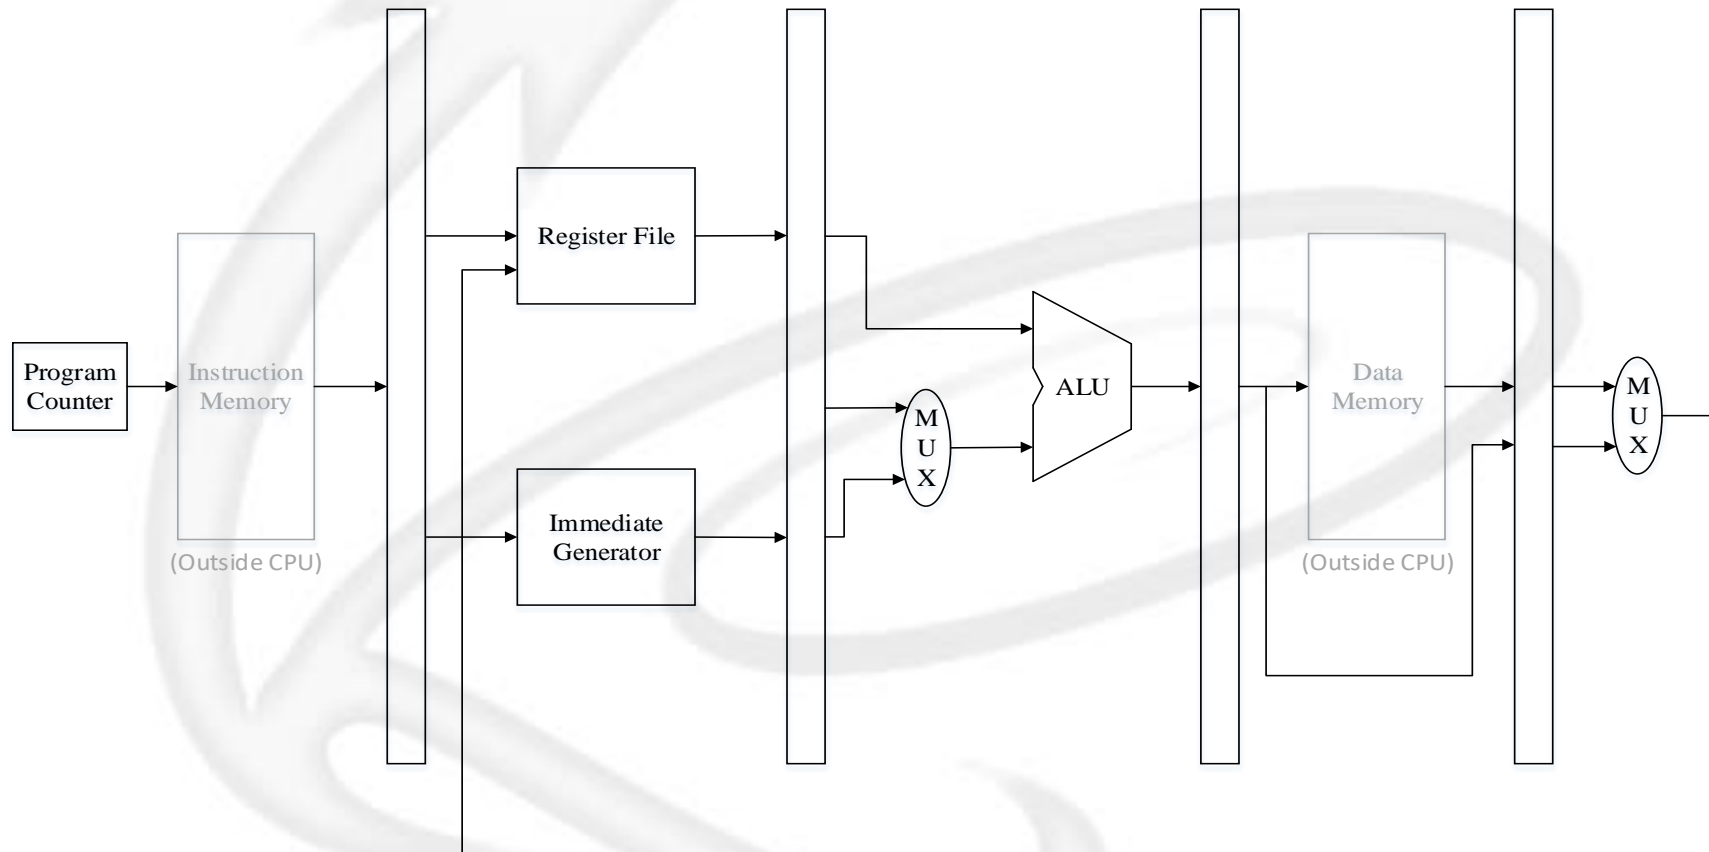 Program
Counter
Instruction
Memory
(Outside CPU)
Register File
Immediate
Generator
M
U
X
ALU
Data
Memory
(Outside CPU)
M
U
X